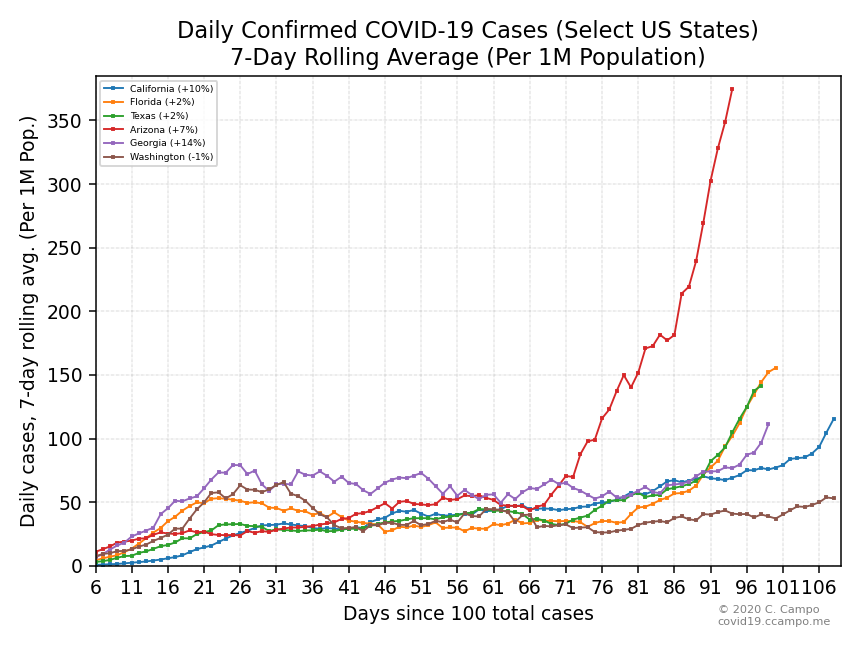 Daily Confirmed COVID-19 Cases (Select US States)
7-Day Rolling Average (Per 1M Population)
California (+10%)
Florida (+2%)
Texas (+2%)
Arizona (+7%)
Georgia (+14%)
Washington (-1%)
Daily cases, 7-day rolling avg. (Per 1M Pop.)
350
300
250
200
150
100
50
0
6 11 16 21 26 31 36 41 46 51 56 61 66 71 76 81 86 91 96 101 106
Days since 100 total cases
© 2020 C. Campo
covid19.ccampo.me